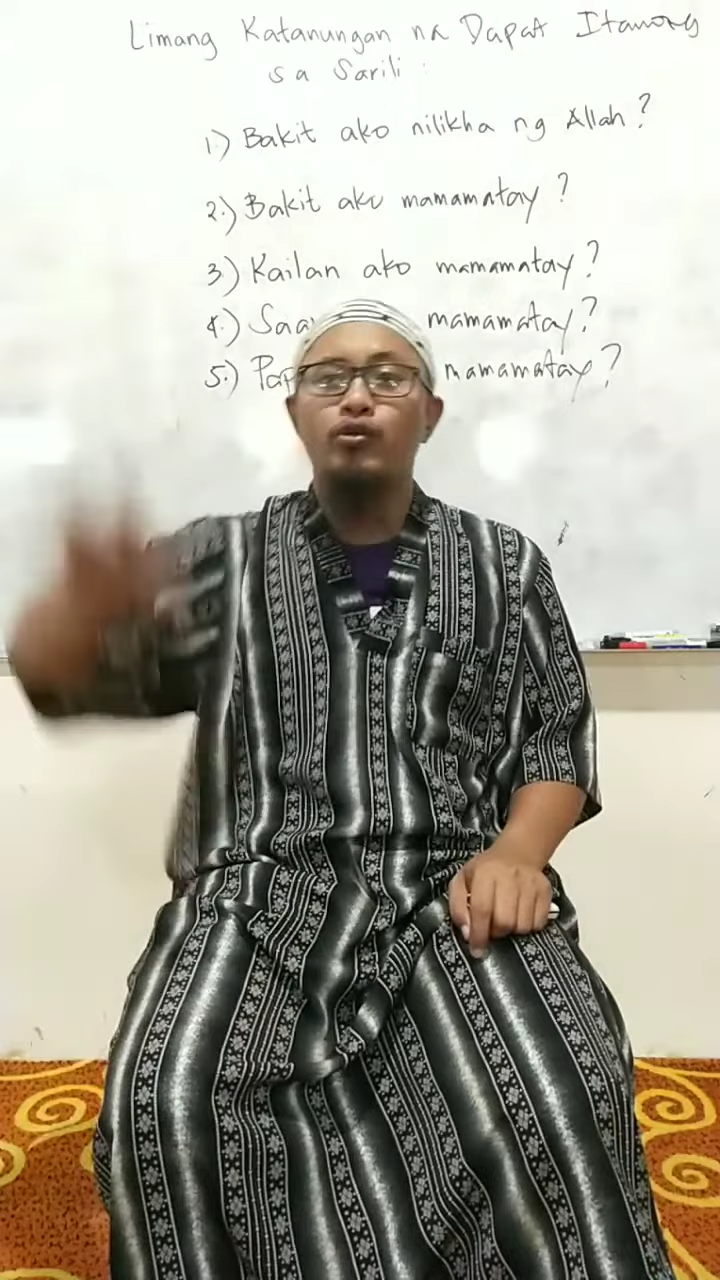 Limang Katanungan na Dapat Itanong
sa Sarili:
1.) Bakit ako nilikha ng Allah?
2.) Bakit ako mamamatay?
3.) Kailan ako mamamatay?
4.) mamamatay?
5.) mamamatay?